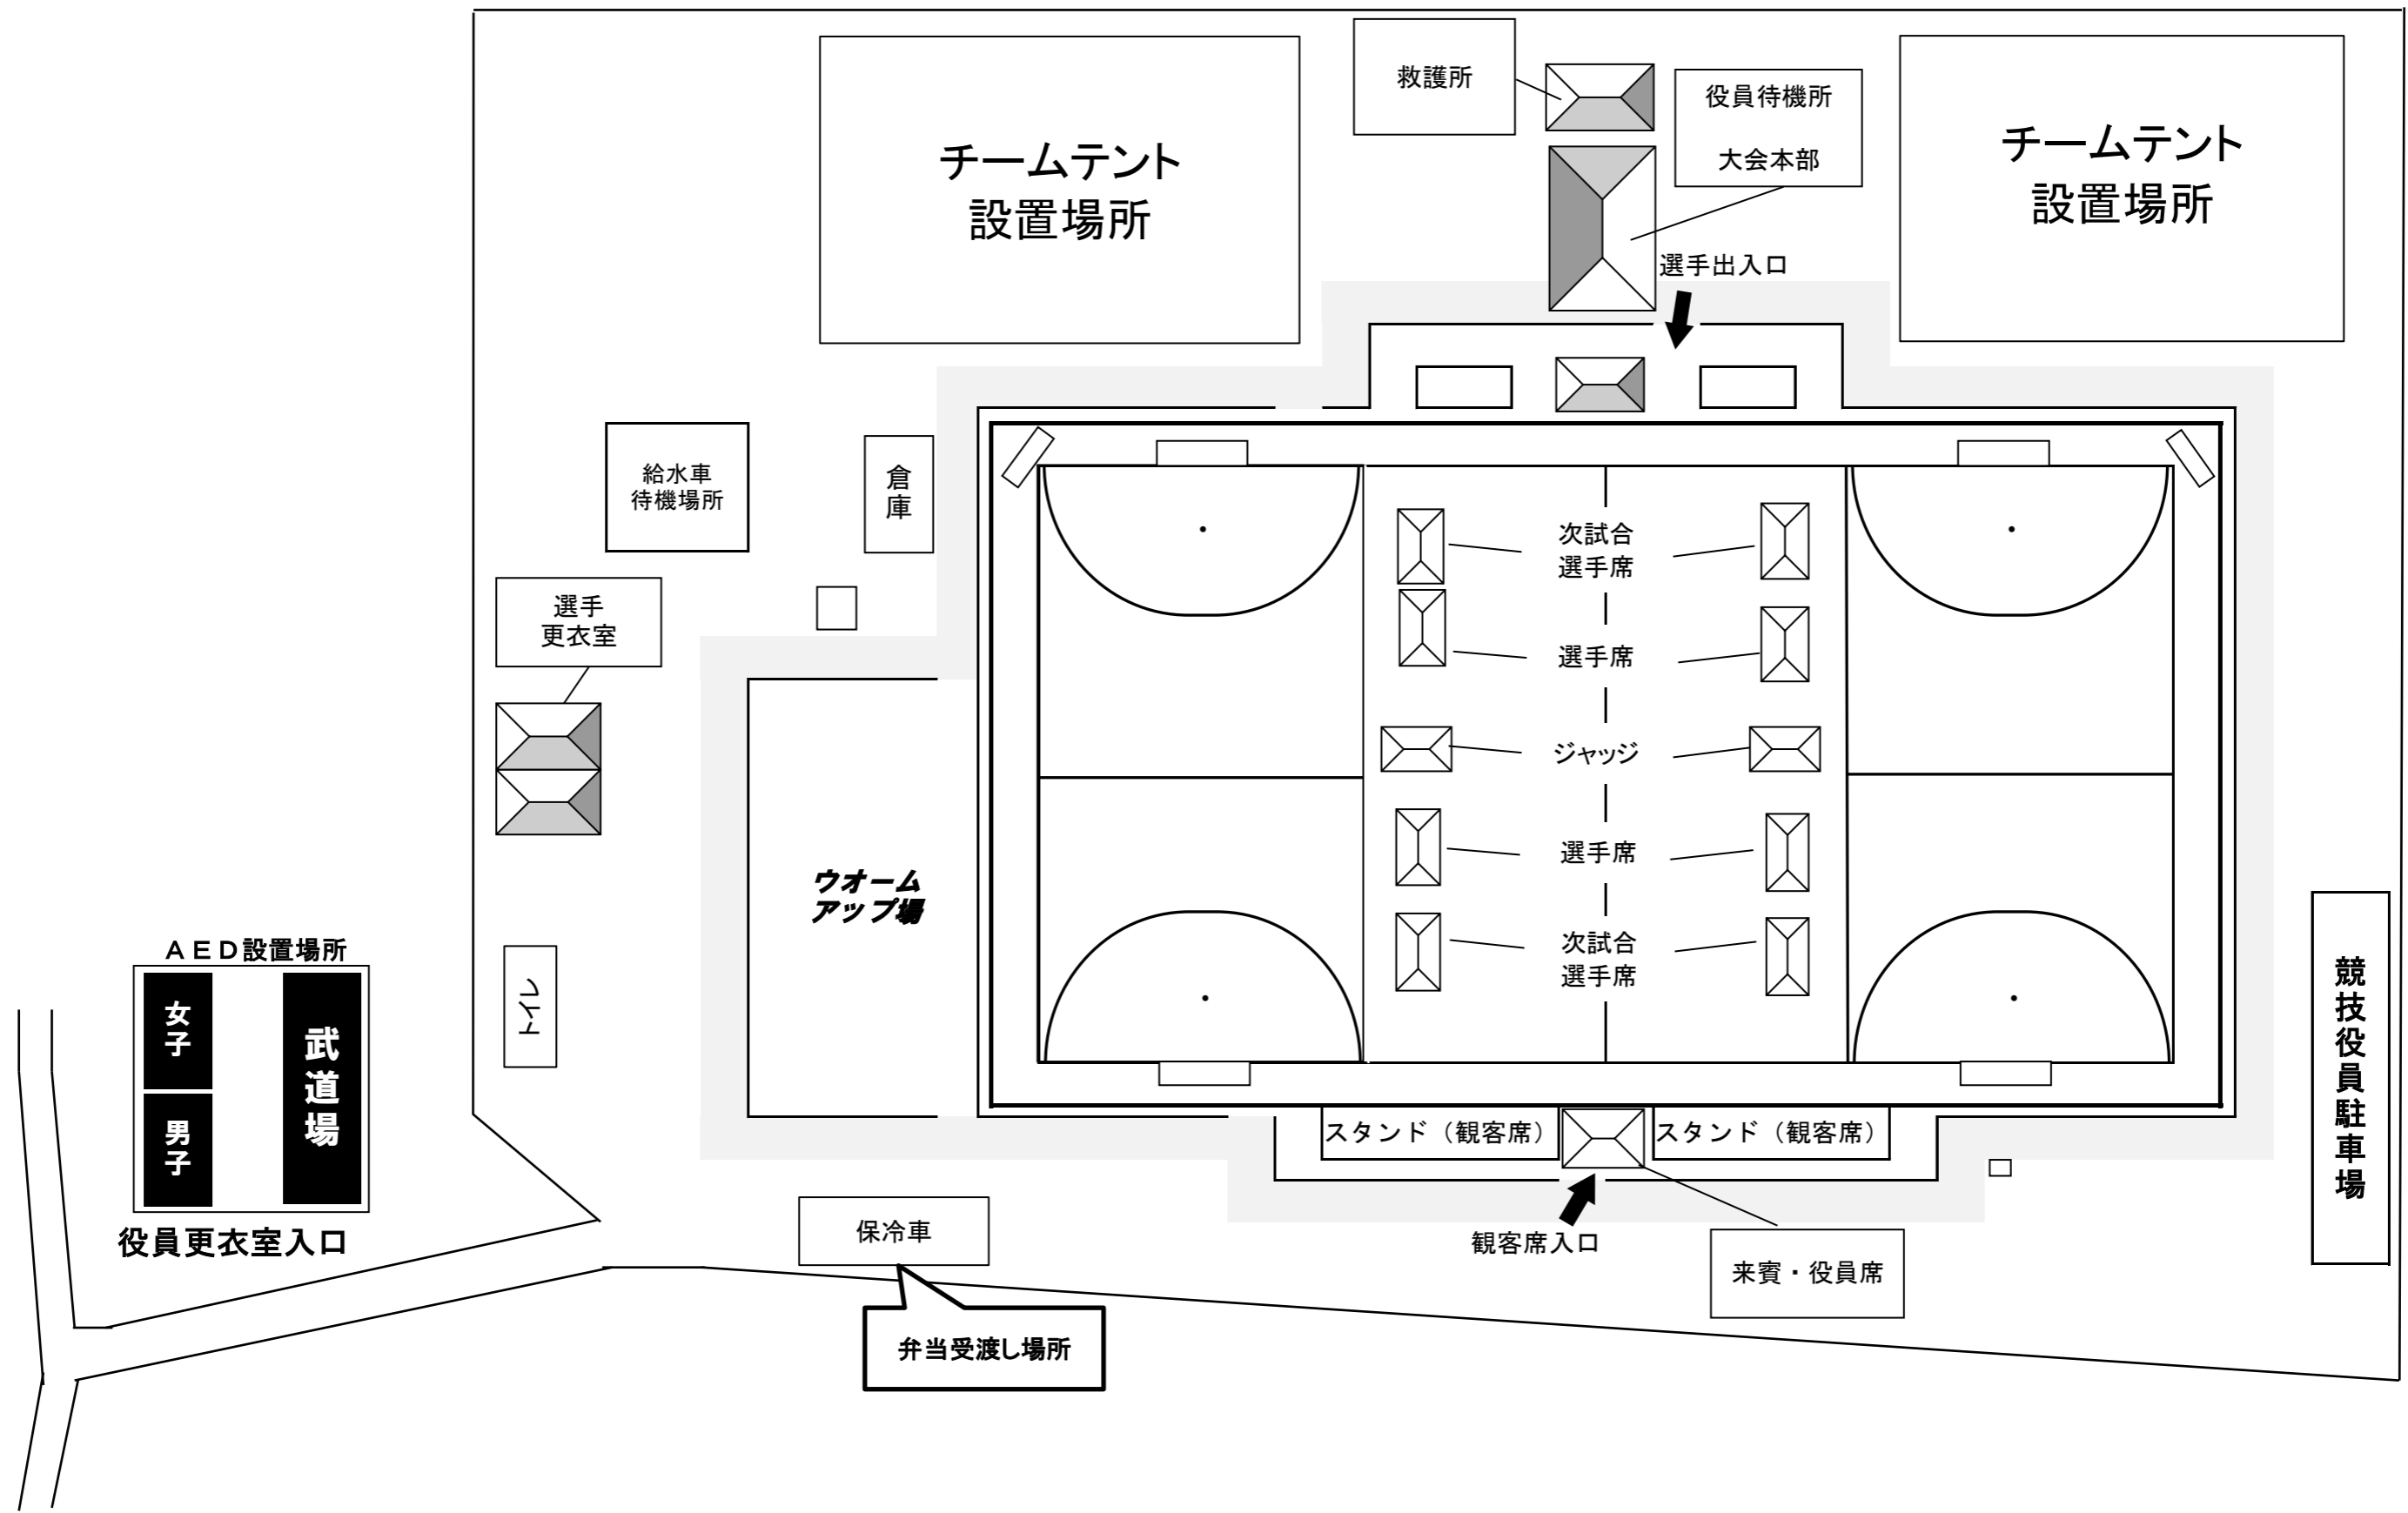 救護所
役員待機所
大会本部
チームテント
設置場所
チームテント
設置場所
選手出入口
給水車
待機場所
倉
庫
次試合
選手席
選手
更衣室
選手席
ジャッジ
選手席
ウオーム
アップ場
次試合
選手席
トイレ
AED設置場所
女子
男子
武道場
役員更衣室入口
競技役員駐車場
スタンド(観客席)
スタンド(観客席)
保冷車
観客席入口
来賓・役員席
弁当受渡し場所